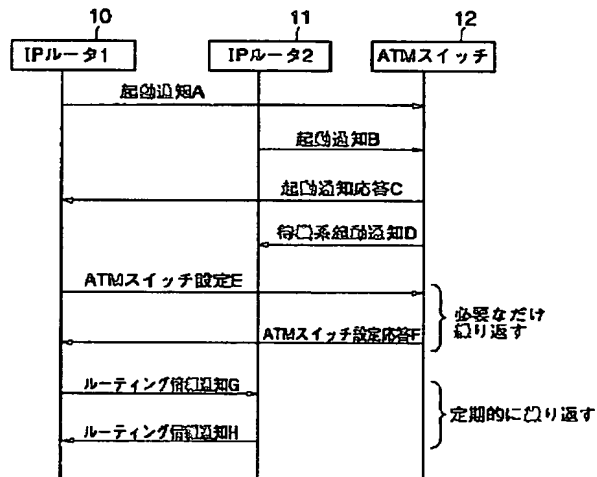 10
11
12
IPルータ1
IPルータ2
ATMスイッチ
起動通知A
起動通知B
起動通知応答C
待機系起動通知D
ATMスイッチ設定E
必要なだけ
繰り返す
ATMスイッチ設定応答F
ルーティング情報通知G
定期的に繰り返す
ルーティング情報通知H